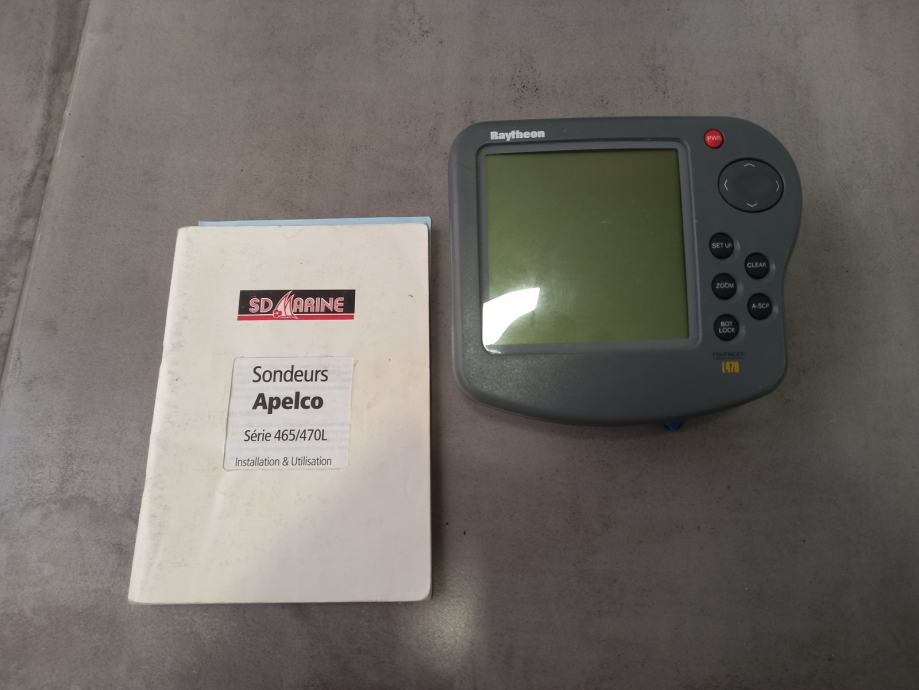 SD MARINE
Sondeurs
Apelco
Série 465/470L
Installation & Utilisation
Raytheon
PWR
SET UP
CLEAR
ZOOM
A-SCP
BOT
LOCK
L470